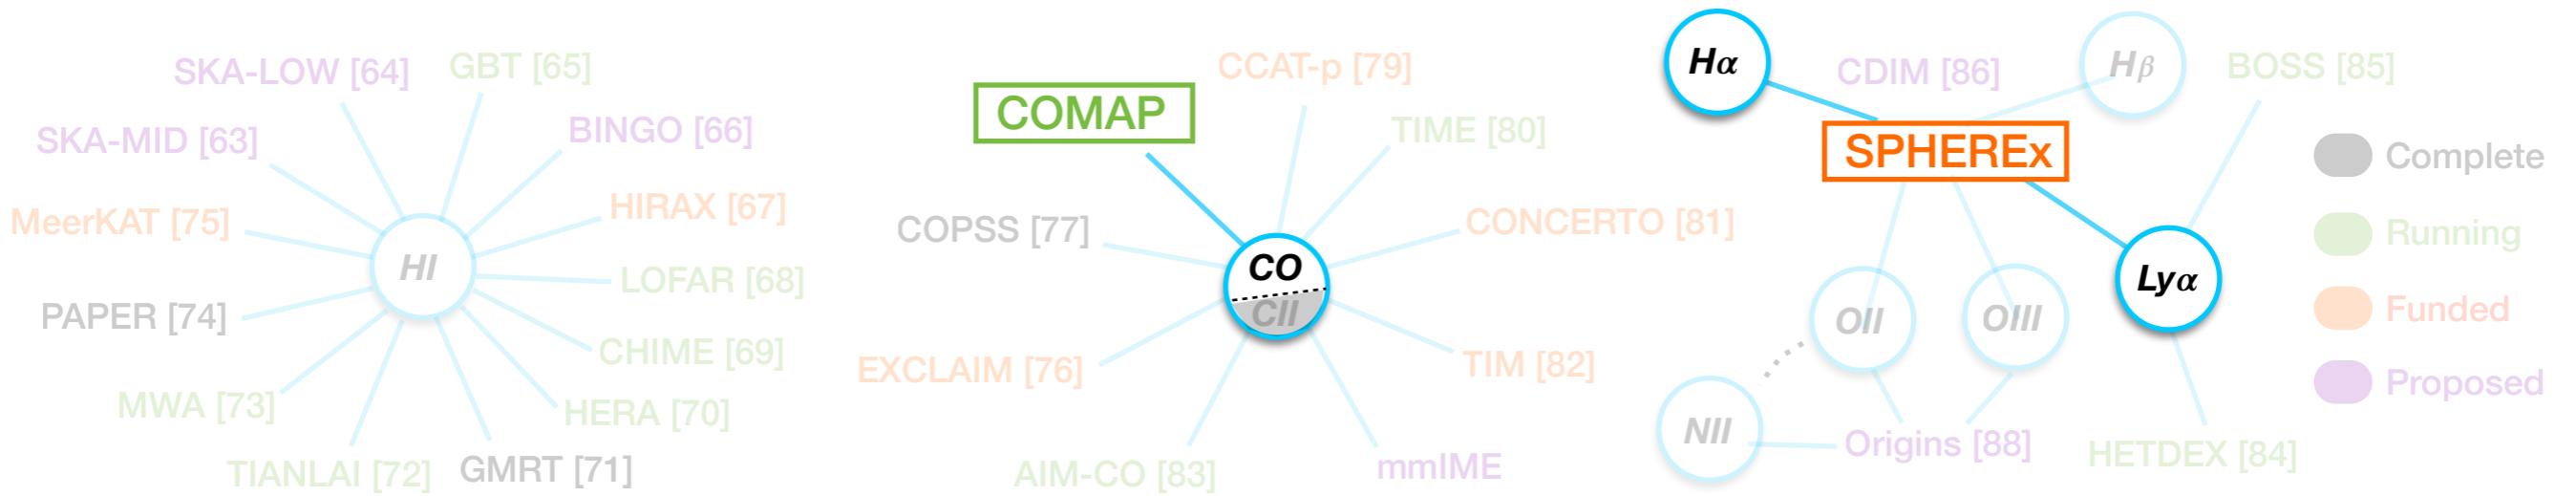 SKA-LOW [64]
GBT [65]
SKA-MID [63]
BINGO [66]
MeerKAT [75]
HIRAX [67]
HI
LOFAR [68]
PAPER [74]
CHIME [69]
MWA [73]
HERA [70]
TIANLAI [72]
GMRT [71]
COMAP
CCAT-p [79]
TIME [80]
COPSS [77]
CONCERTO [81]
CO
CII
EXCLAIM [76]
TIM [82]
AIM-CO [83]
mmIME
Hα
CDIM [86]
Hβ
BOSS [85]
SPHEREx
Lyα
OII
OIII
NII
Origins [88]
HETDEX [84]
Complete
Running
Funded
Proposed